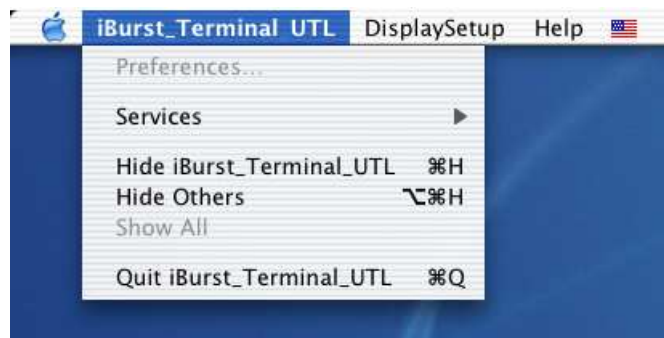 iBurst_Terminal UTL DisplaySetup Help
Preferences...
Services
Hide iBurst_Terminal_UTL ⌘H
Hide Others ⌥⌘H
Show All
Quit iBurst_Terminal_UTL ⌘Q